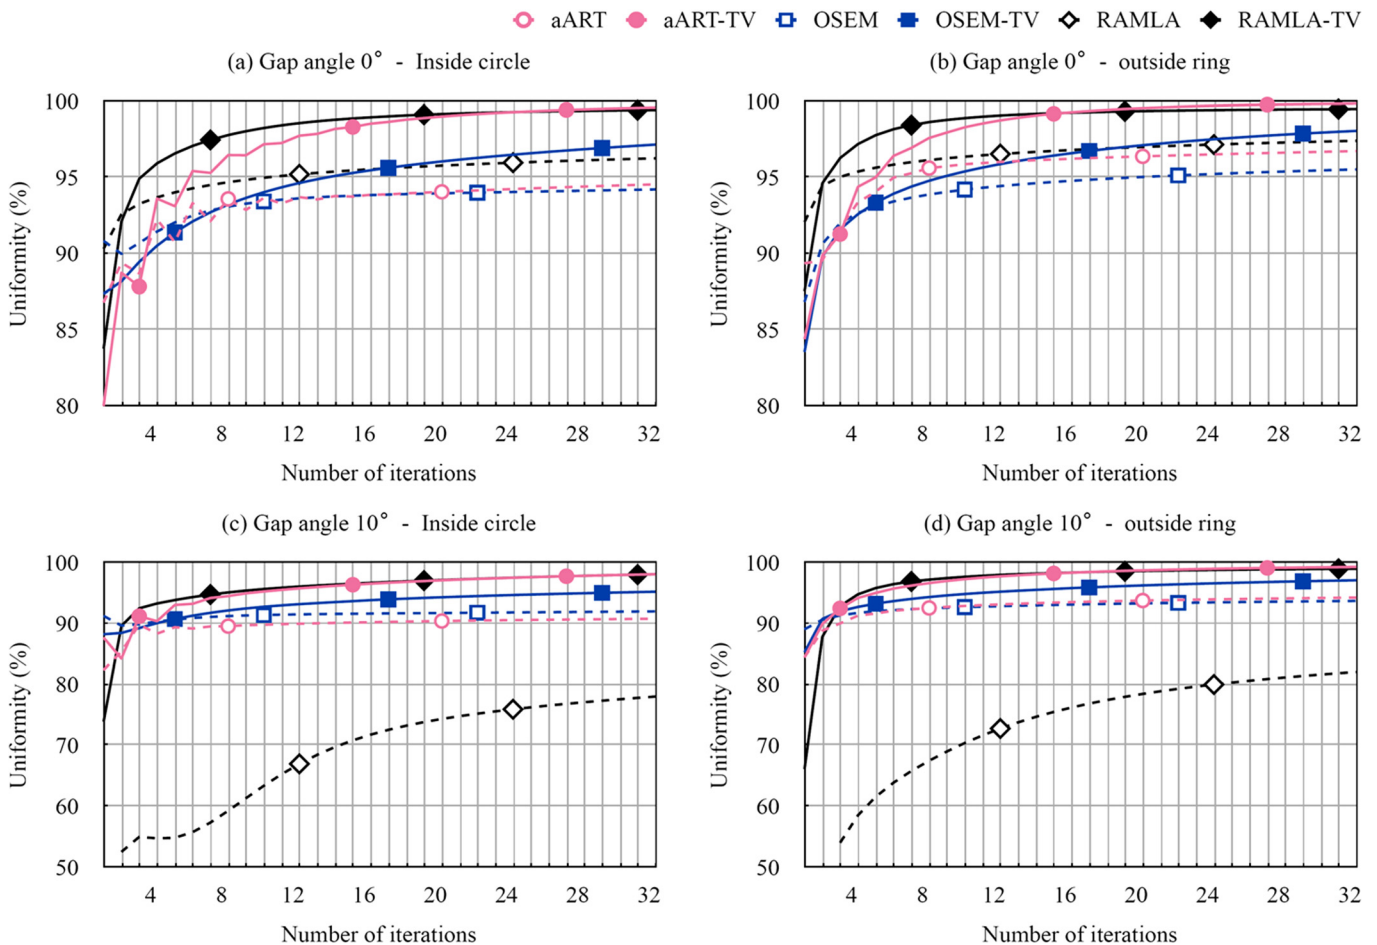 aART aART-TV OSEM OSEM-TV RAMLA RAMLA-TV
(a) Gap angle 0° - Inside circle
100
95
90
85
80
Uniformity (%)
4 8 12 16 20 24 28 32
Number of iterations
(b) Gap angle 0° - outside ring
100
95
90
85
80
Uniformity (%)
4 8 12 16 20 24 28 32
Number of iterations
(c) Gap angle 10° - Inside circle
100
90
80
70
60
50
Uniformity (%)
4 8 12 16 20 24 28 32
Number of iterations
(d) Gap angle 10° - outside ring
100
90
80
70
60
50
Uniformity (%)
4 8 12 16 20 24 28 32
Number of iterations